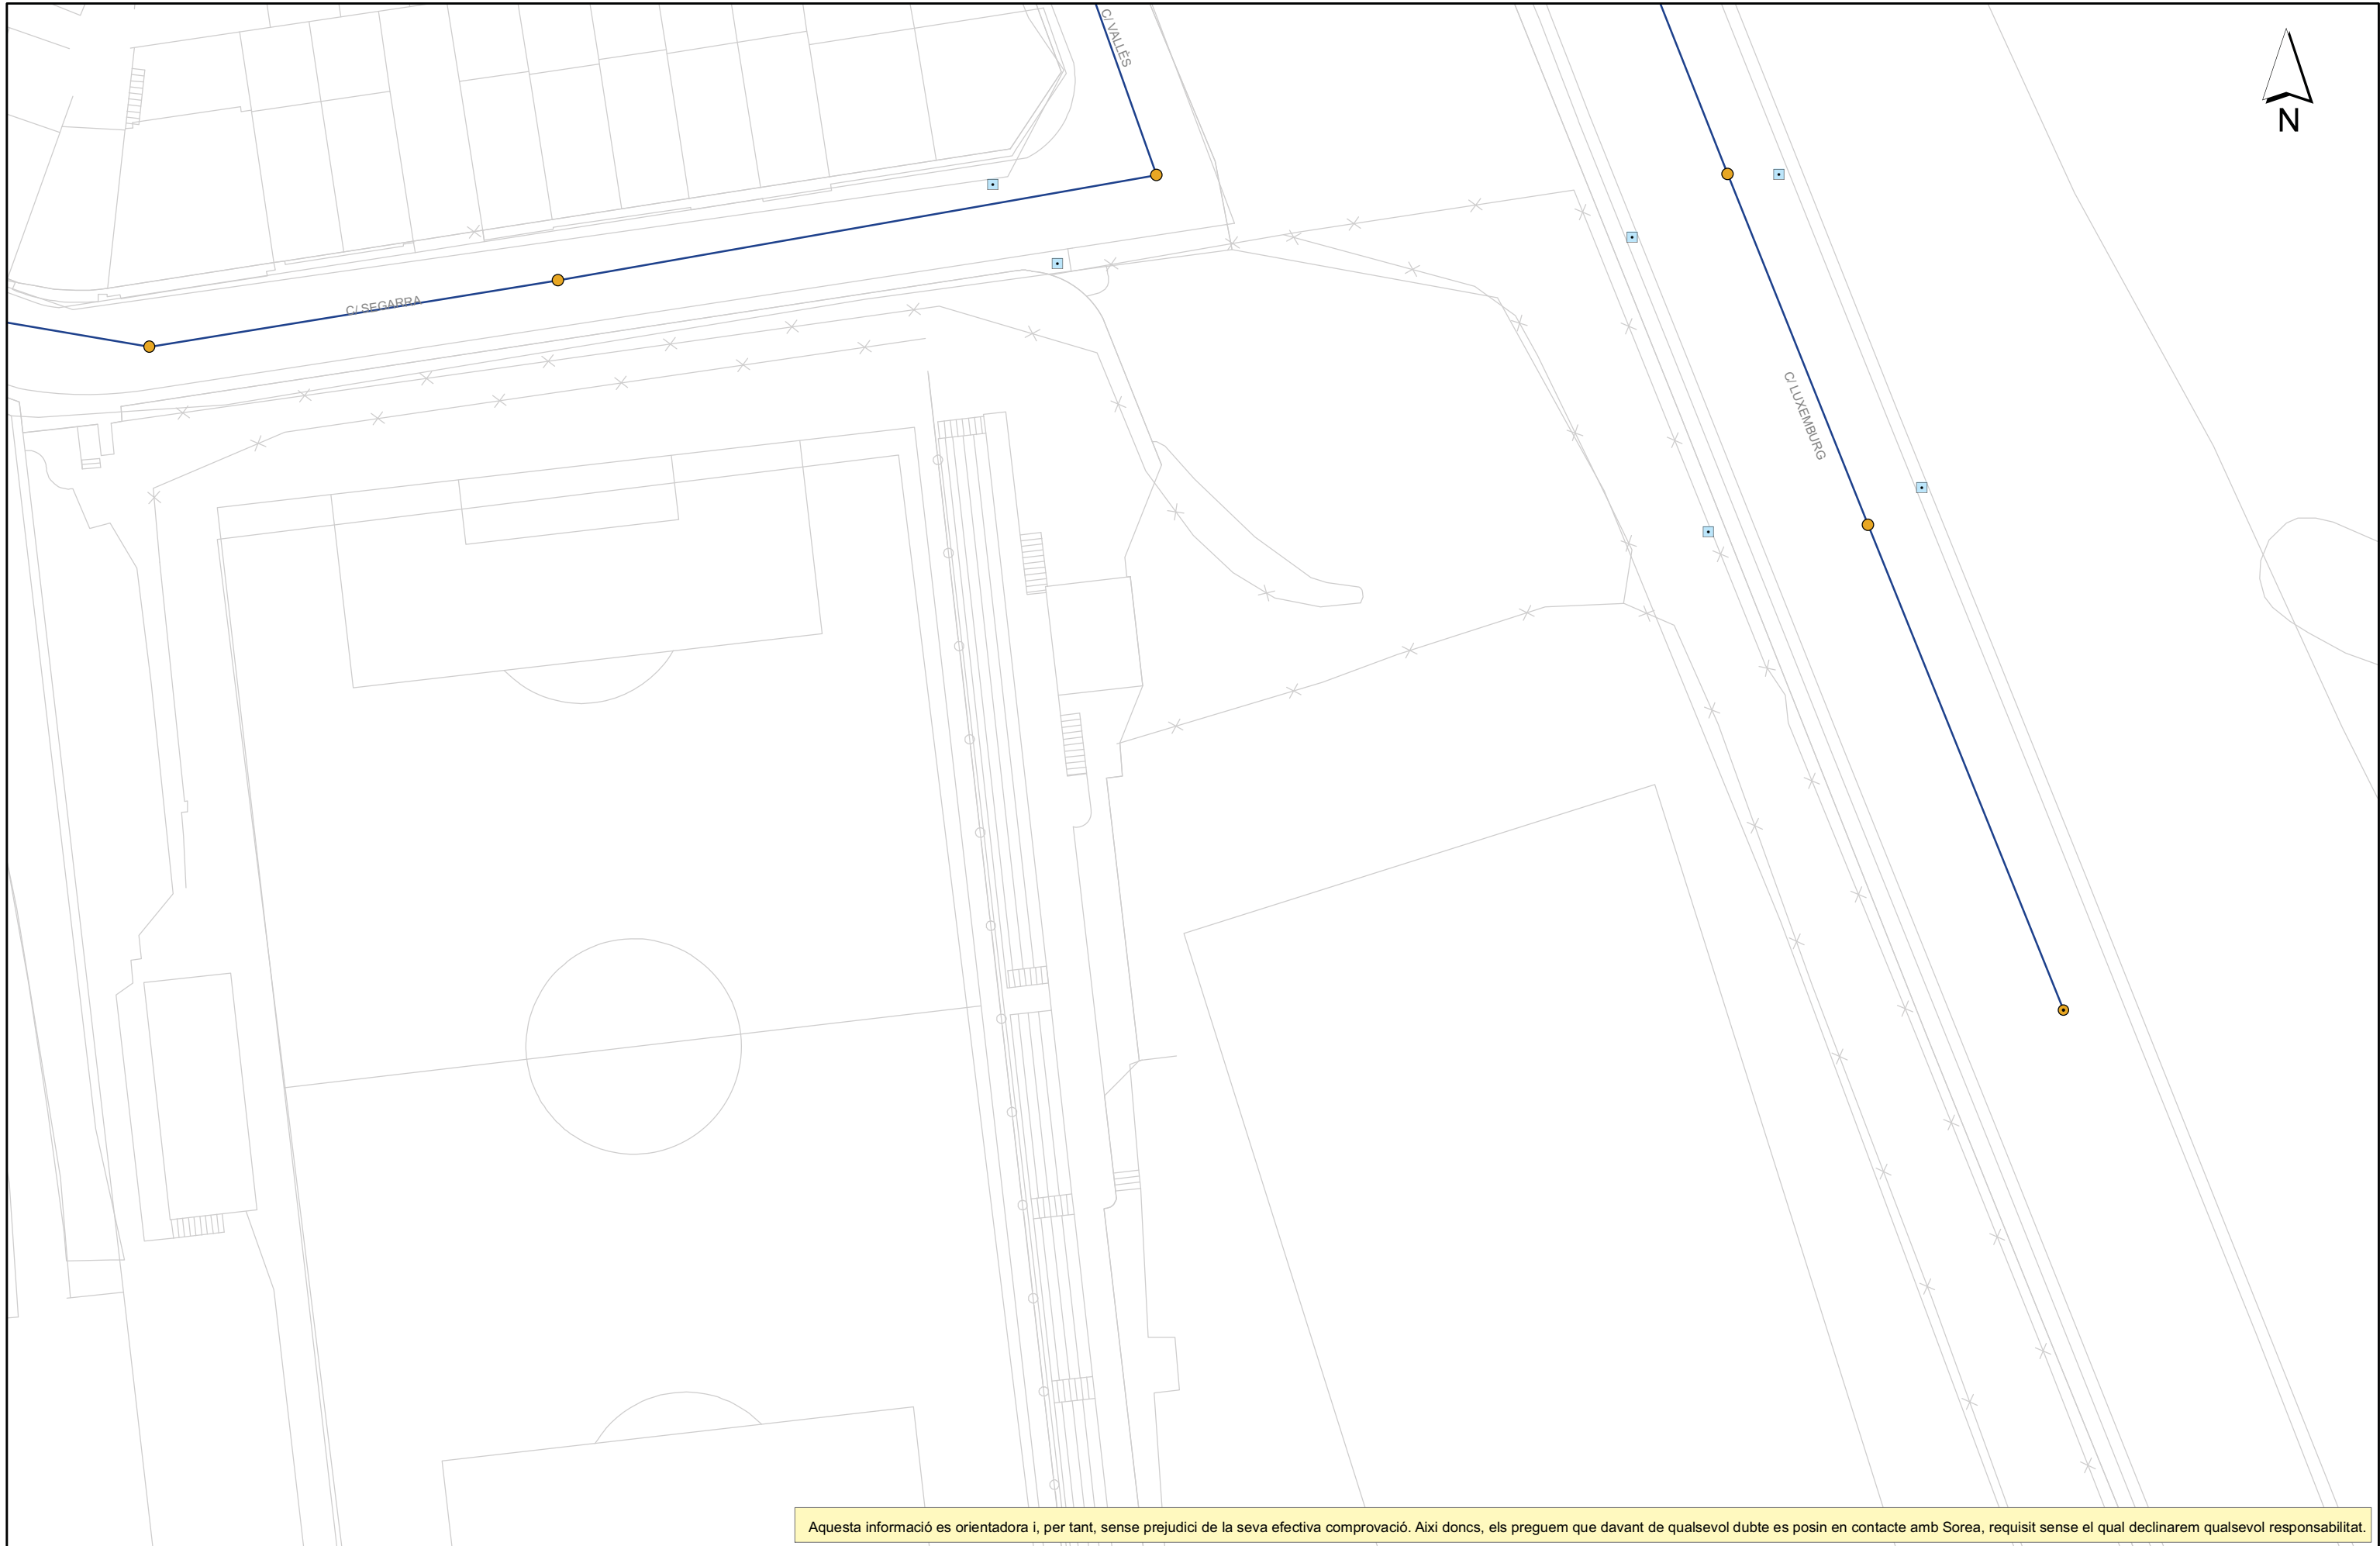 C/ VALLÈS
N
C/ SEGARRA
C/ LUXEMBURG
Aquesta informació es orientadora i, per tant, sense prejudici de la seva efectiva comprovació. Aixi doncs, els preguem que davant de qualsevol dubte es posin en contacte amb Sorea, requisit sense el qual declinarem qualsevol responsabilitat.